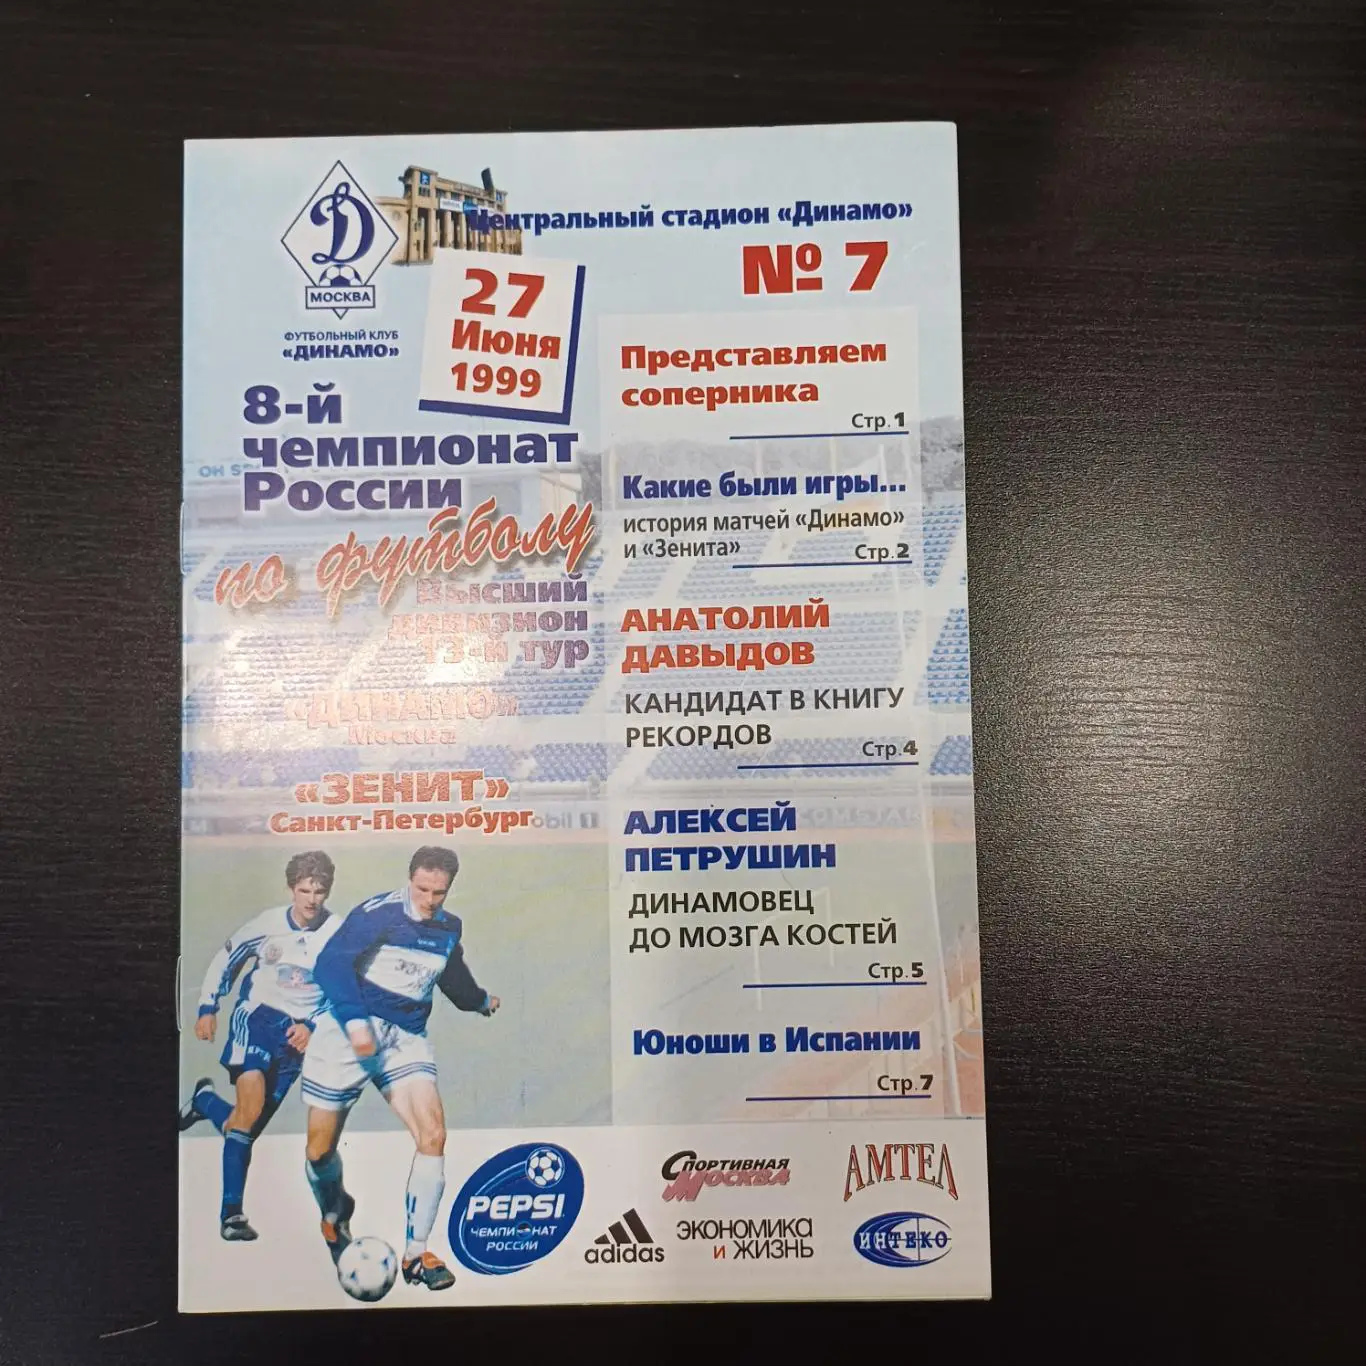 Д
МОСКВА
ФУТБОЛЬНЫЙ КЛУБ
«ДИНАМО»
Центральный стадион «Динамо»
№ 7
27
Июня
1999
8-й
чемпионат
России
по футболу
Высший
дивизион
13-й тур
«ДИНАМО»
Москва
«ЗЕНИТ»
Санкт-Петербург
Представляем
соперника
Стр.1
Какие были игры...
история матчей «Динамо»
и «Зенита»
Стр.2
АНАТОЛИЙ
ДАВЫДОВ
КАНДИДАТ В КНИГУ
РЕКОРДОВ
Стр.4
АЛЕКСЕЙ
ПЕТРУШИН
ДИНАМОВЕЦ
ДО МОЗГА КОСТЕЙ
Стр.5
Юноши в Испании
Стр.7
PEPSI
ЧЕМПИОНАТ
РОССИИ
adidas
СПОРТИВНАЯ
МОСКВА
ЭКОНОМИКА
И ЖИЗНЬ
АМТЕЛ
ИНТЕКО